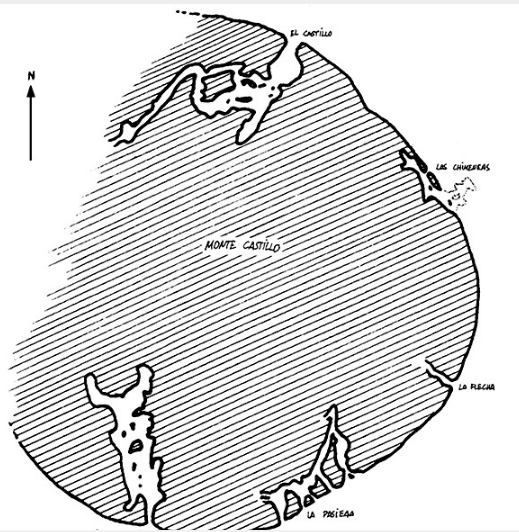 EL CASTILLO
N
LAS CHIMENEAS
MONTE CASTILLO
LA FLECHA
LA PASIEGA